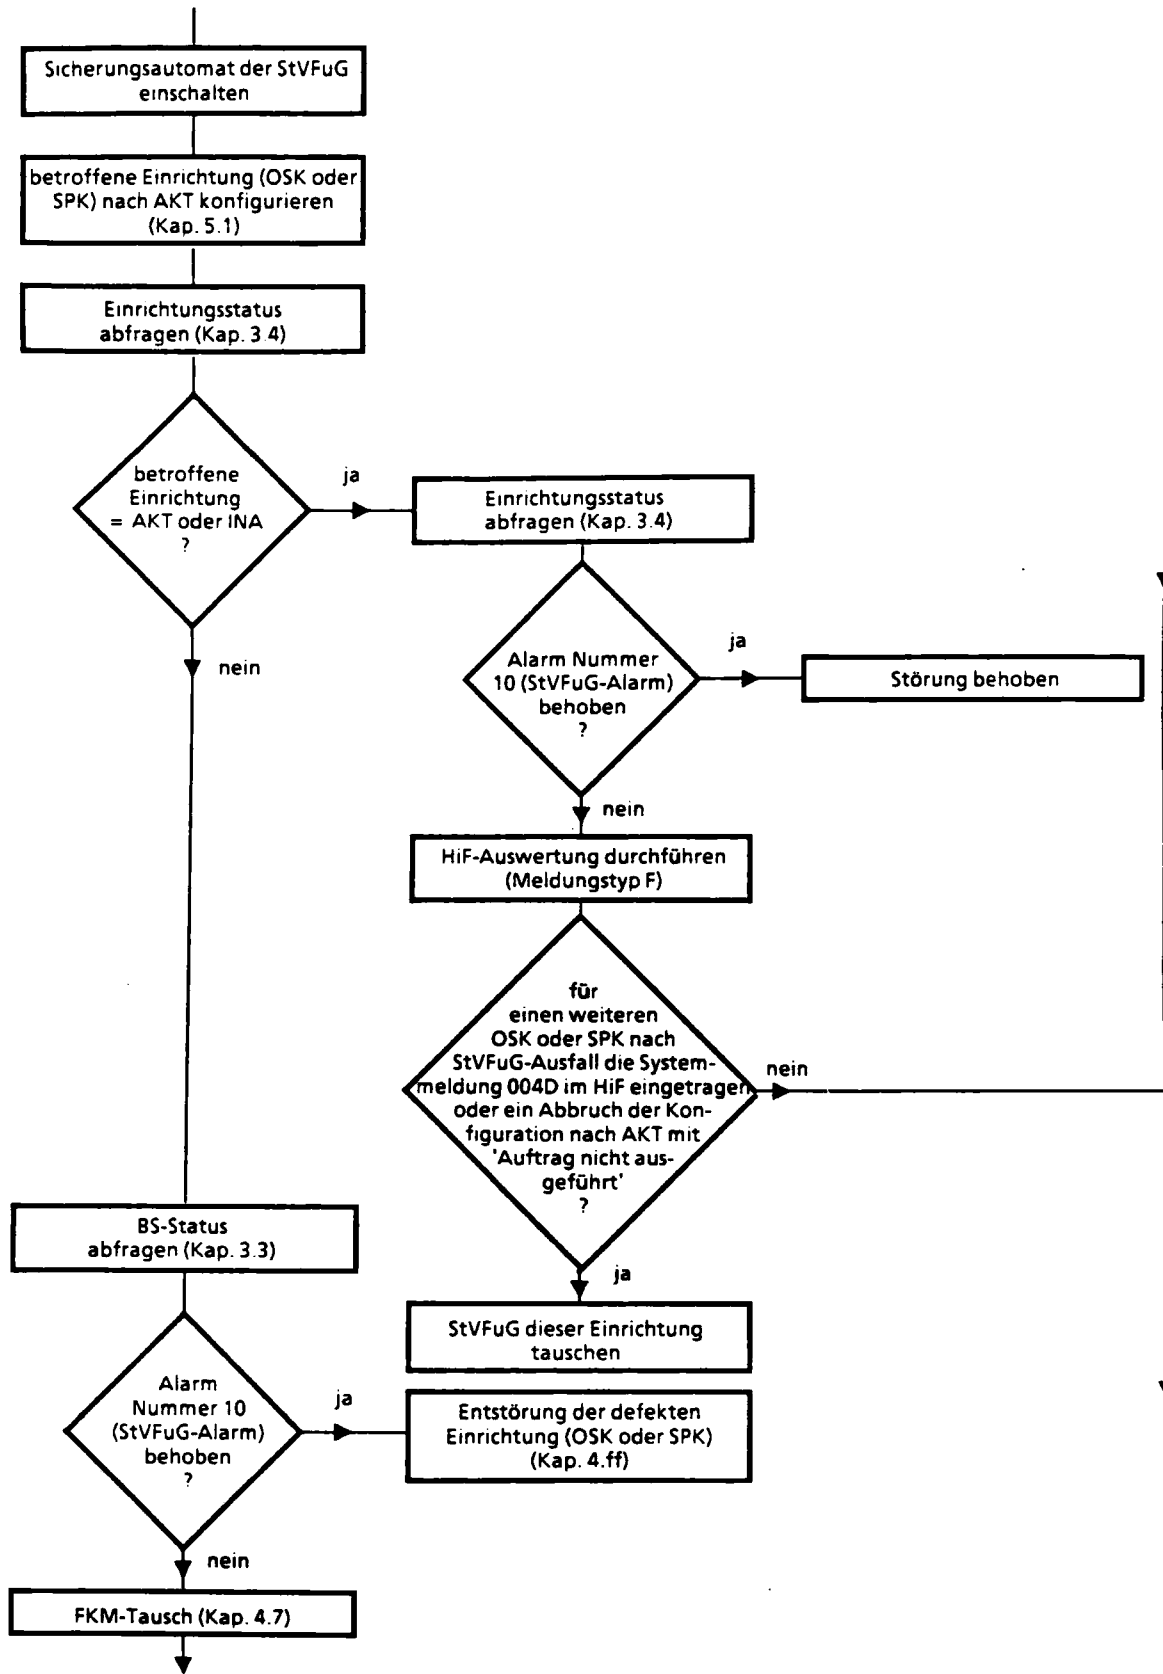 Sicherungsautomat der StVFuG
einschalten
betroffene Einrichtung (OSK oder
SPK) nach AKT konfigurieren
(Kap. 5.1)
Einrichtungsstatus
abfragen (Kap. 3.4)
betroffene
Einrichtung
= AKT oder INA
?
ja
nein
Einrichtungsstatus
abfragen (Kap. 3.4)
Alarm Nummer
10 (StVFuG-Alarm)
behoben
?
ja
Störung behoben
nein
HiF-Auswertung durchführen
(Meldungstyp F)
für
einen weiteren
OSK oder SPK nach
StVFuG-Ausfall die System-
meldung 004D im HiF eingetragen
oder ein Abbruch der Kon-
figuration nach AKT mit
'Auftrag nicht aus-
geführt'
?
nein
ja
StVFuG dieser Einrichtung
tauschen
BS-Status
abfragen (Kap. 3.3)
Alarm
Nummer 10
(StVFuG-Alarm)
behoben
?
ja
Entstörung der defekten
Einrichtung (OSK oder SPK)
(Kap. 4.ff)
nein
FKM-Tausch (Kap. 4.7)